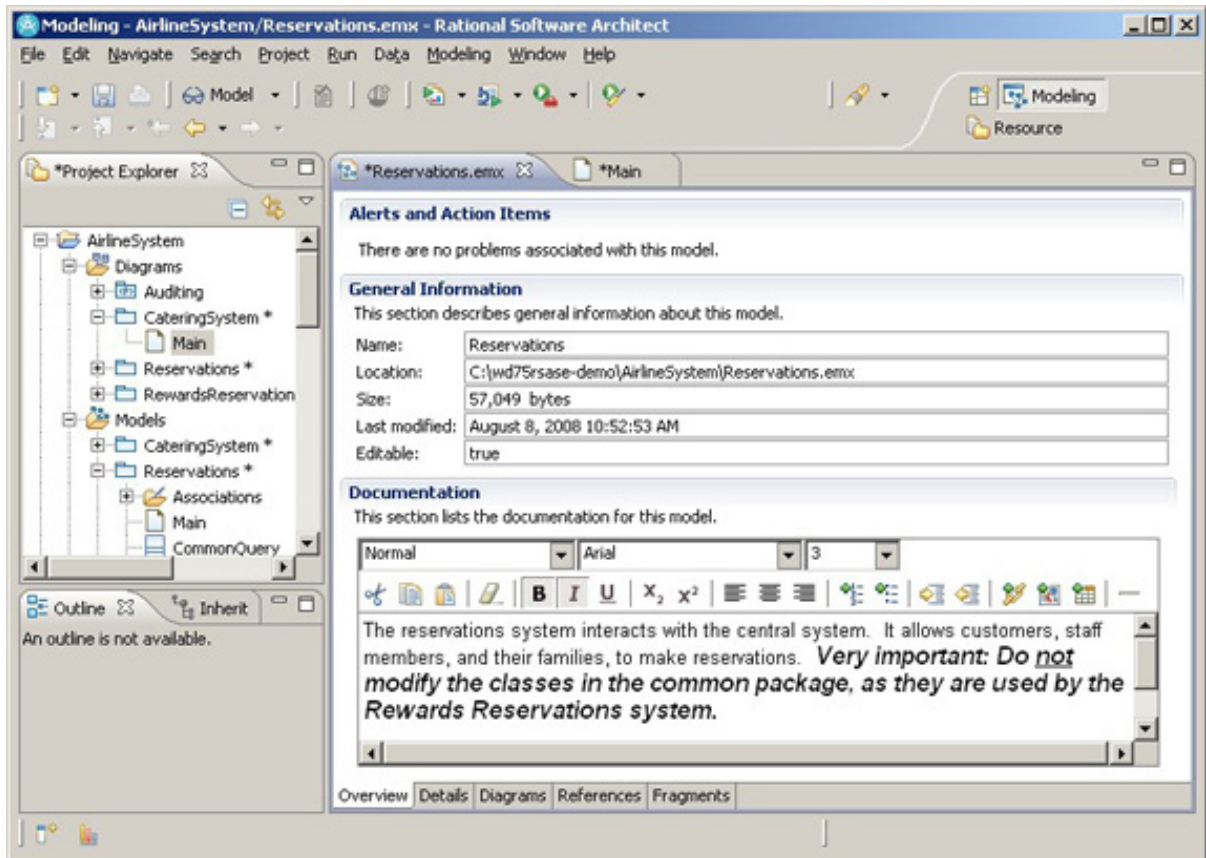 Modeling - AirlineSystem/Reservations.emx - Rational Software Architect
File Edit Navigate Search Project Run Data Modeling Window Help
Model
Modeling
Resource
*Project Explorer
AirlineSystem
Diagrams
Auditing
CateringSystem *
Main
Reservations *
RewardsReservation
Models
CateringSystem *
Reservations *
Associations
Main
CommonQuery
Outline Inherit
An outline is not available.
*Reservations.emx *Main
Alerts and Action Items
There are no problems associated with this model.
General Information
This section describes general information about this model.
Name: Reservations
Location: C:\wd75rsase-demo\AirlineSystem\Reservations.emx
Size: 57,049 bytes
Last modified: August 8, 2008 10:52:53 AM
Editable: true
Documentation
This section lists the documentation for this model.
Normal Arial 3
B I U X₂ X²
The reservations system interacts with the central system. It allows customers, staff
members, and their families, to make reservations. Very important: Do not
modify the classes in the common package, as they are used by the
Rewards Reservations system.
Overview Details Diagrams References Fragments